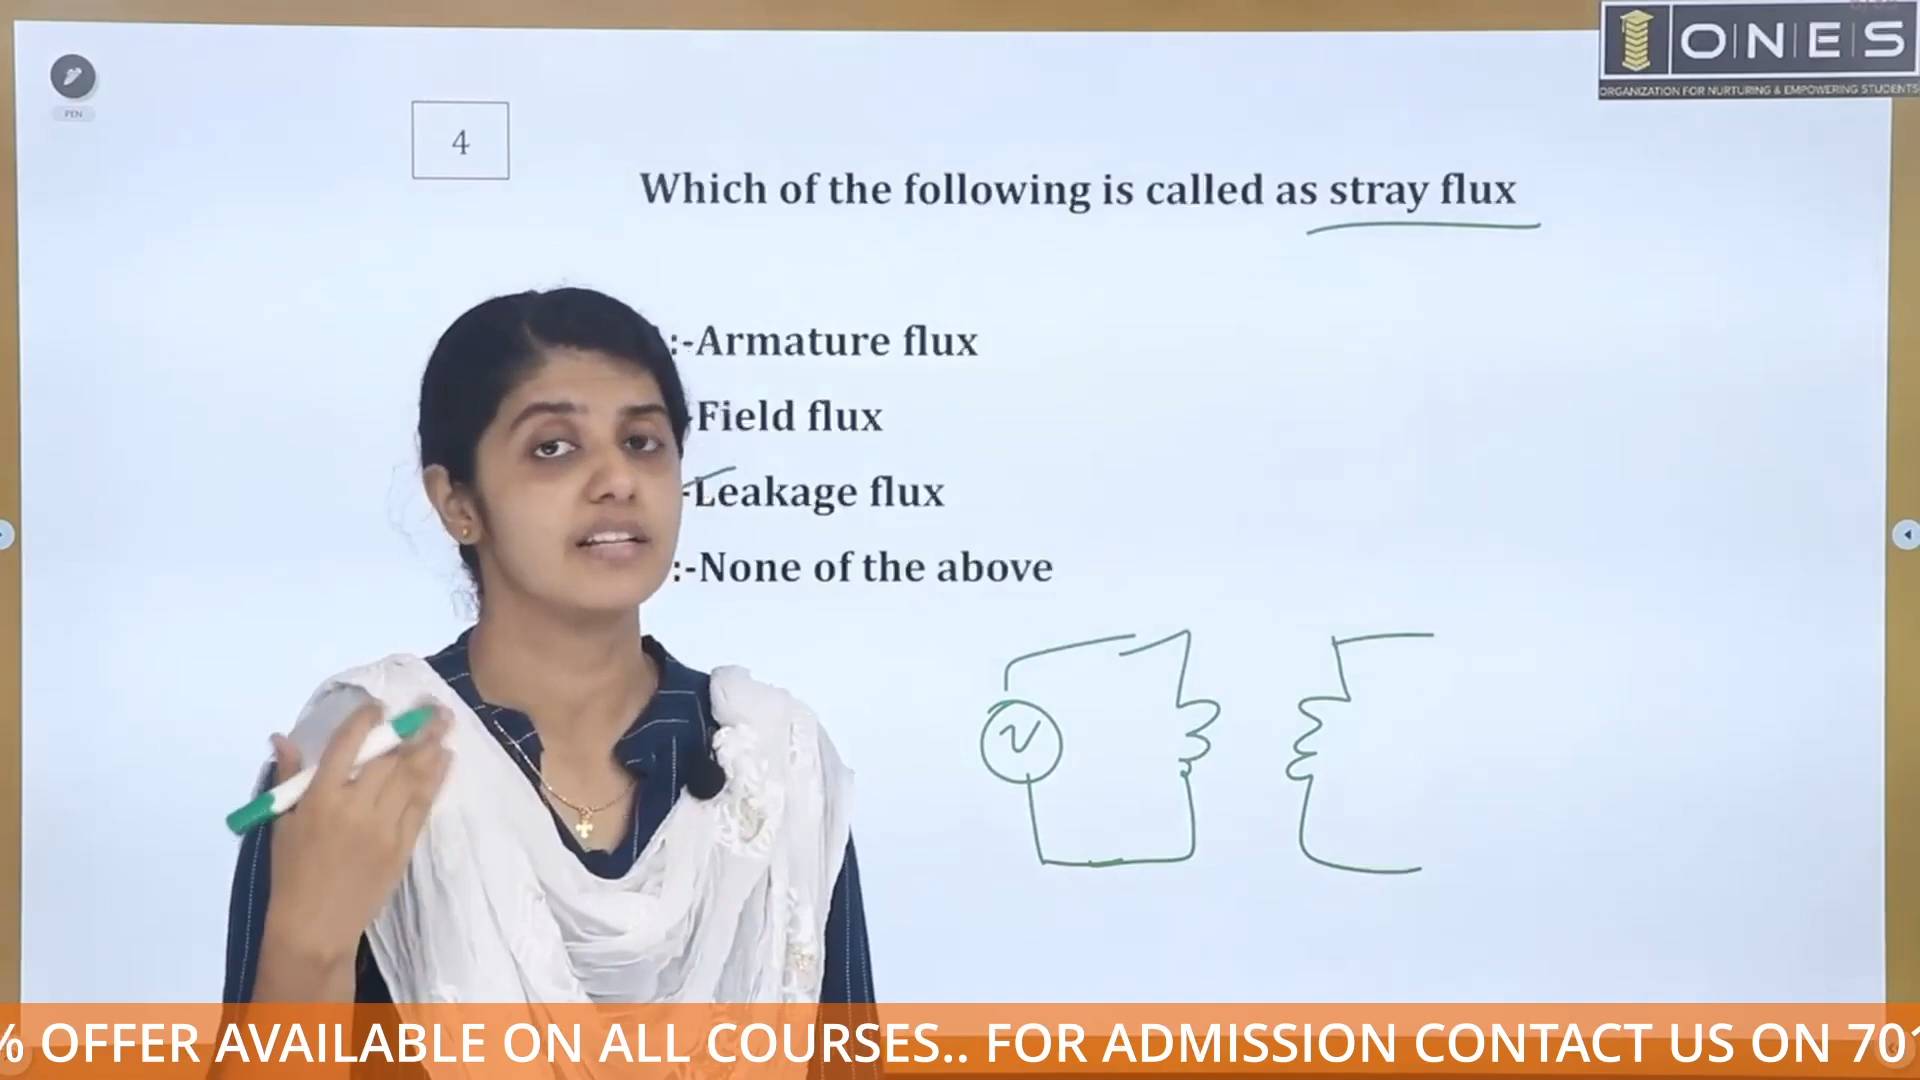 O|N|E|S
ORGANIZATION FOR NURTURING & EMPOWERING STUDENTS
PEN
4
Which of the following is called as stray flux
:-Armature flux
-Field flux
-Leakage flux
:-None of the above
% OFFER AVAILABLE ON ALL COURSES.. FOR ADMISSION CONTACT US ON 70